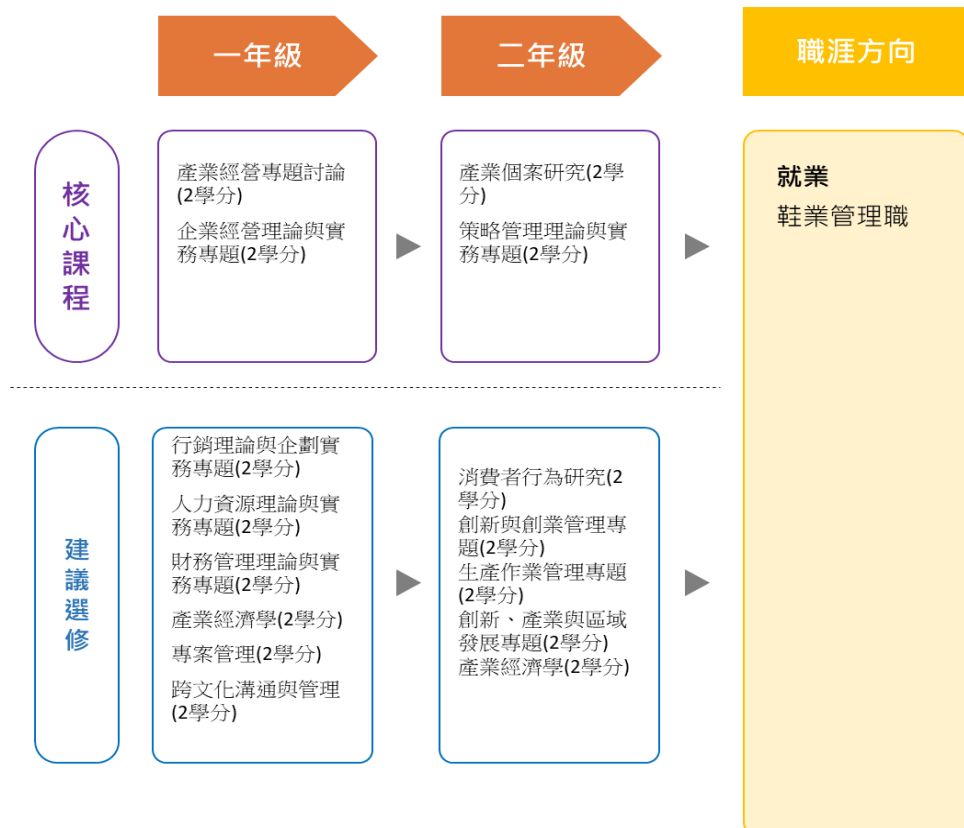 一年級
二年級
職涯方向
核
心
課
程
產業經營專題討論
(2學分)
企業經營理論與實
務專題(2學分)
產業個案研究(2學
分)
策略管理理論與實
務專題(2學分)
就業
鞋業管理職
建
議
選
修
行銷理論與企劃實
務專題(2學分)
人力資源理論與實
務專題(2學分)
財務管理理論與實
務專題(2學分)
產業經濟學(2學分)
專案管理(2學分)
跨文化溝通與管理
(2學分)
消費者行為研究(2
學分)
創新與創業管理專
題(2學分)
生產作業管理專題
(2學分)
創新、產業與區域
發展專題(2學分)
產業經濟學(2學分)